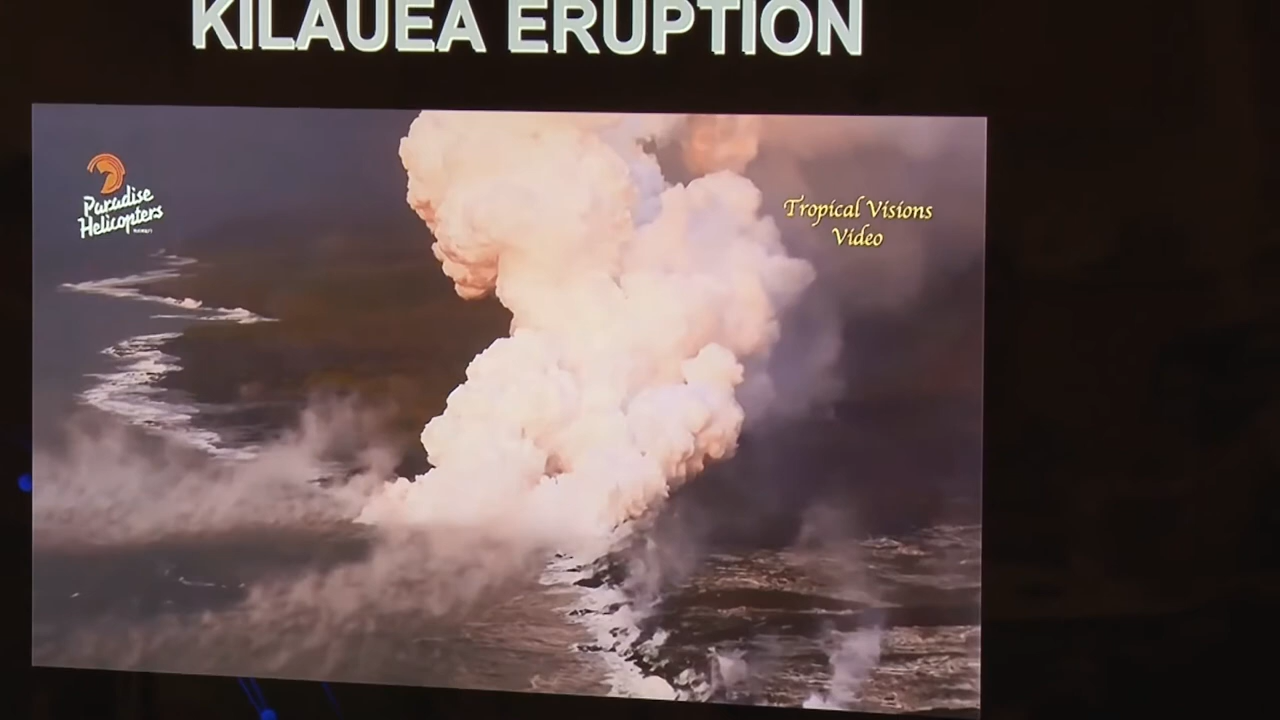 KILAUEA ERUPTION
Paradise
Helicopters
Tropical Visions
Video